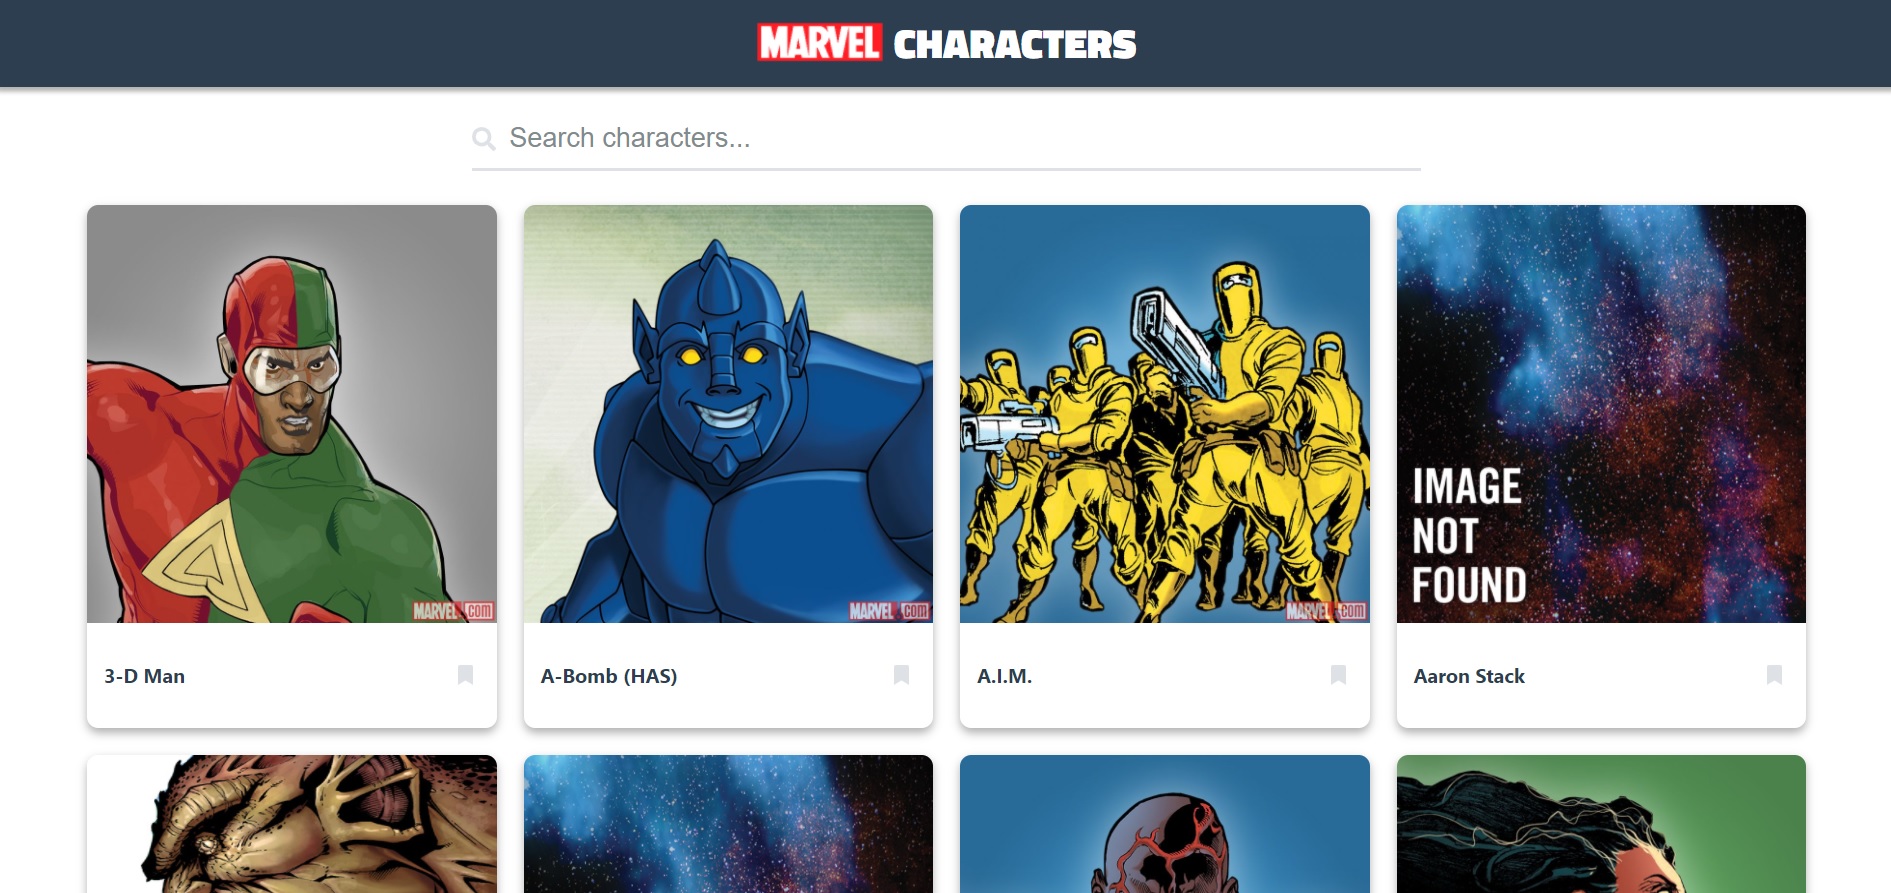 MARVEL CHARACTERS
Search characters...
MARVEL.com
MARVEL.com
MARVEL.com
IMAGE
NOT
FOUND
3-D Man
A-Bomb (HAS)
A.I.M.
Aaron Stack